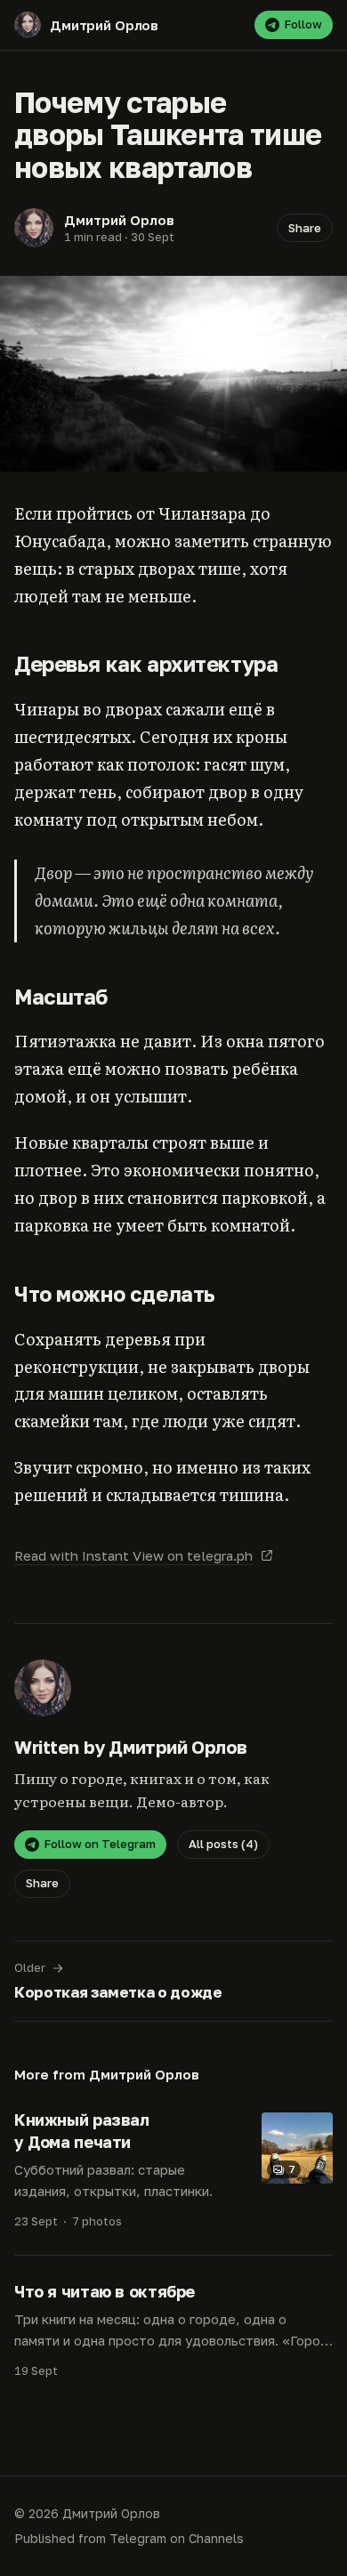 Дмитрий Орлов
Follow
Почему старые
дворы Ташкента тише
новых кварталов
Дмитрий Орлов
1 min read · 30 Sept
Share
Если пройтись от Чиланзара до
Юнусабада, можно заметить странную
вещь: в старых дворах тише, хотя
людей там не меньше.
Деревья как архитектура
Чинары во дворах сажали ещё в
шестидесятых. Сегодня их кроны
работают как потолок: гасят шум,
держат тень, собирают двор в одну
комнату под открытым небом.
Двор — это не пространство между
домами. Это ещё одна комната,
которую жильцы делят на всех.
Масштаб
Пятиэтажка не давит. Из окна пятого
этажа ещё можно позвать ребёнка
домой, и он услышит.
Новые кварталы строят выше и
плотнее. Это экономически понятно,
но двор в них становится парковкой, а
парковка не умеет быть комнатой.
Что можно сделать
Сохранять деревья при
реконструкции, не закрывать дворы
для машин целиком, оставлять
скамейки там, где люди уже сидят.
Звучит скромно, но именно из таких
решений и складывается тишина.
Read with Instant View on telegra.ph
Written by Дмитрий Орлов
Пишу о городе, книгах и о том, как
устроены вещи. Демо-автор.
Follow on Telegram
All posts (4)
Share
Older →
Короткая заметка о дожде
More from Дмитрий Орлов
Книжный развал
у Дома печати
Субботний развал: старые
издания, открытки, пластинки.
7
23 Sept · 7 photos
Что я читаю в октябре
Три книги на месяц: одна о городе, одна о
памяти и одна просто для удовольствия. «Горо…
19 Sept
© 2026 Дмитрий Орлов
Published from Telegram on Channels